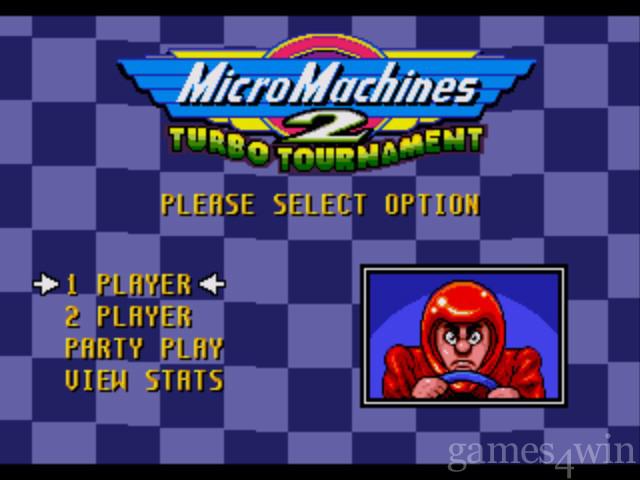 MicroMachines
2
TURBO TOURNAMENT
PLEASE SELECT OPTION
1 PLAYER
2 PLAYER
PARTY PLAY
VIEW STATS
games4win